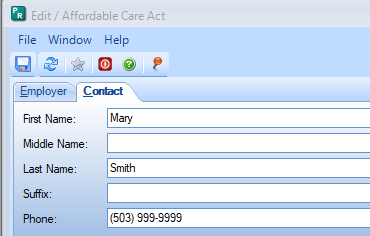 PR Edit / Affordable Care Act
File Window Help
Employer Contact
First Name: Mary
Middle Name:
Last Name: Smith
Suffix:
Phone: (503) 999-9999